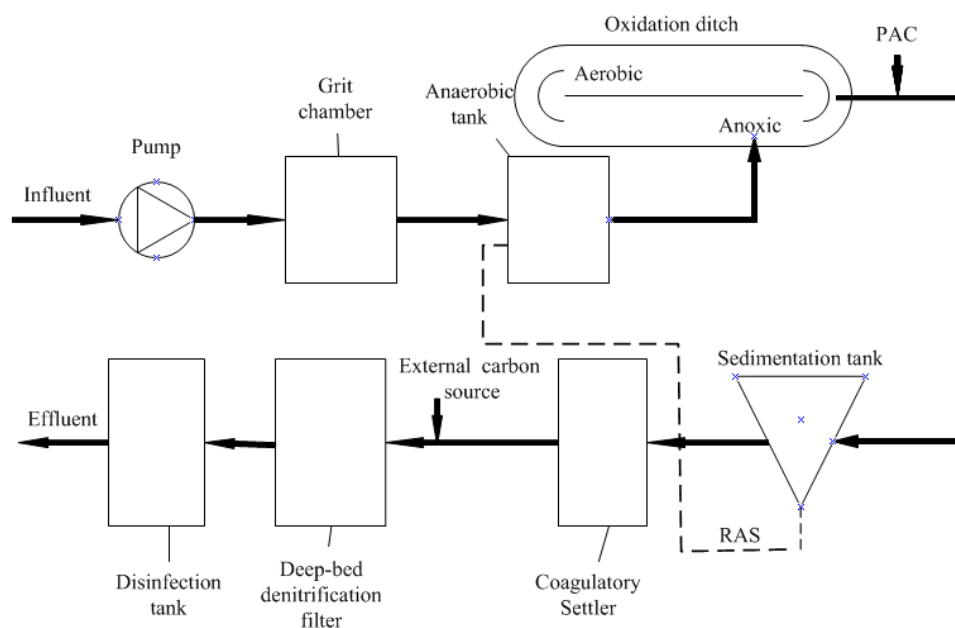 Oxidation ditch
PAC
Aerobic
Grit
chamber
Anaerobic
tank
Anoxic
Pump
Influent
External carbon
source
Sedimentation tank
Effluent
RAS
Disinfection
tank
Deep-bed
denitrification
filter
Coagulatory
Settler